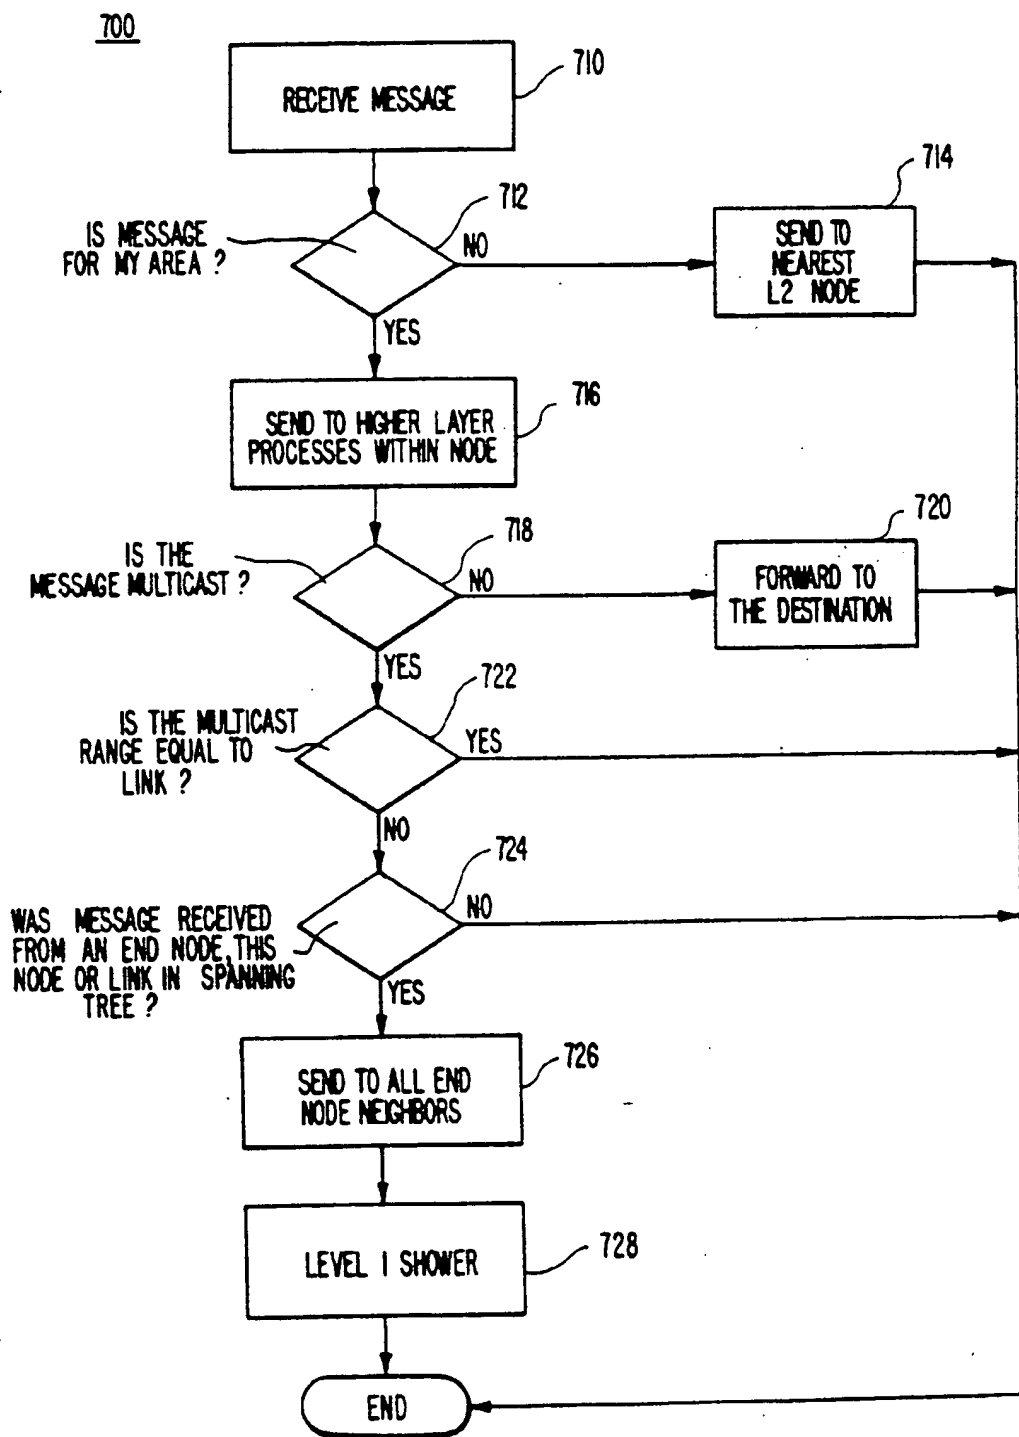 700
RECEIVE MESSAGE
710
IS MESSAGE
FOR MY AREA ?
712
NO
SEND TO
NEAREST
L2 NODE
714
YES
SEND TO HIGHER LAYER
PROCESSES WITHIN NODE
716
IS THE
MESSAGE MULTICAST ?
718
NO
FORWARD TO
THE DESTINATION
720
YES
IS THE MULTICAST
RANGE EQUAL TO
LINK ?
722
YES
NO
WAS MESSAGE RECEIVED
FROM AN END NODE, THIS
NODE OR LINK IN SPANNING
TREE ?
724
NO
YES
SEND TO ALL END
NODE NEIGHBORS
726
LEVEL 1 SHOWER
728
END